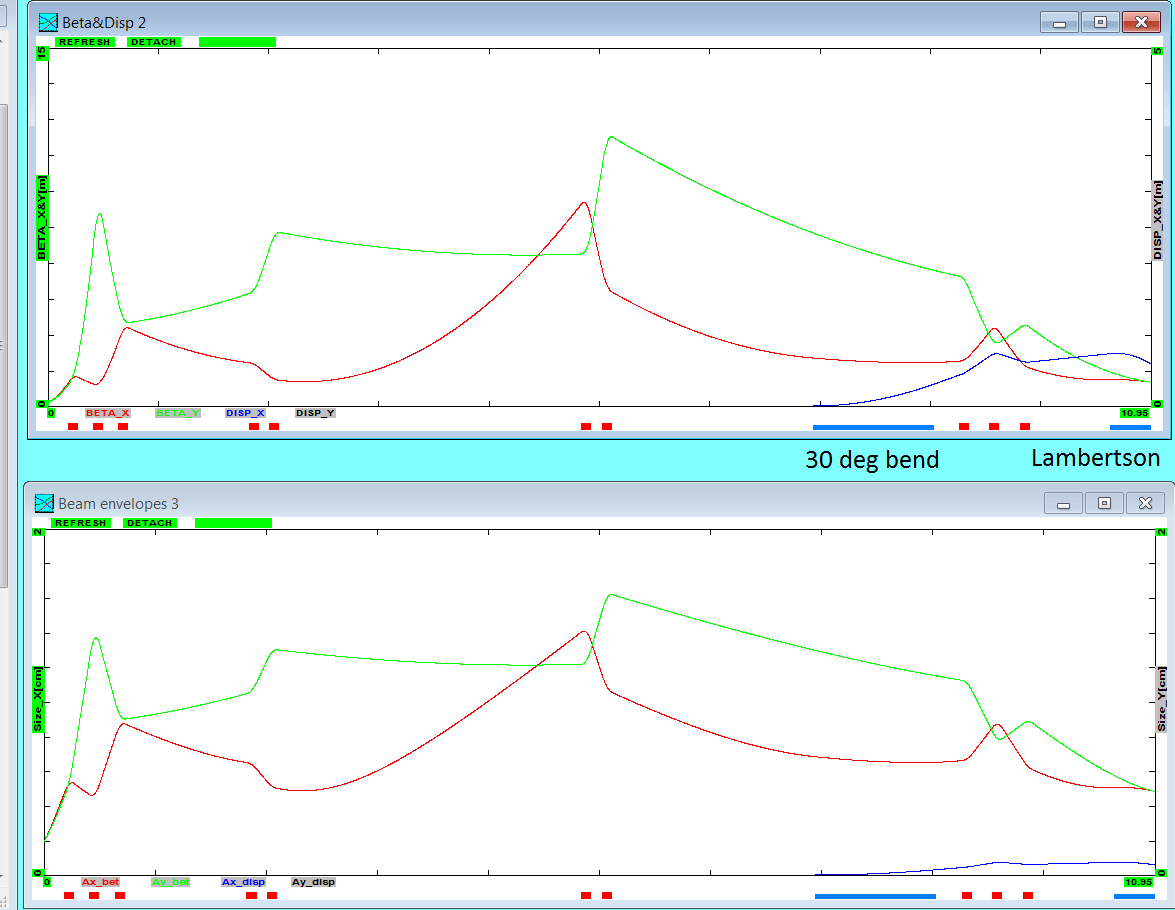 Beta&Disp 2
REFRESH DETACH
15 5
BETA_X&Y[m] DISP_X&Y[m]
0 0
0 BETA_X BETA_Y DISP_X DISP_Y 10.95
30 deg bend Lambertson
Beam envelopes 3
REFRESH DETACH
2 2
Size_X[cm] Size_Y[cm]
0 0
0 Ax_bet Ay_bet Ax_disp Ay_disp 10.95